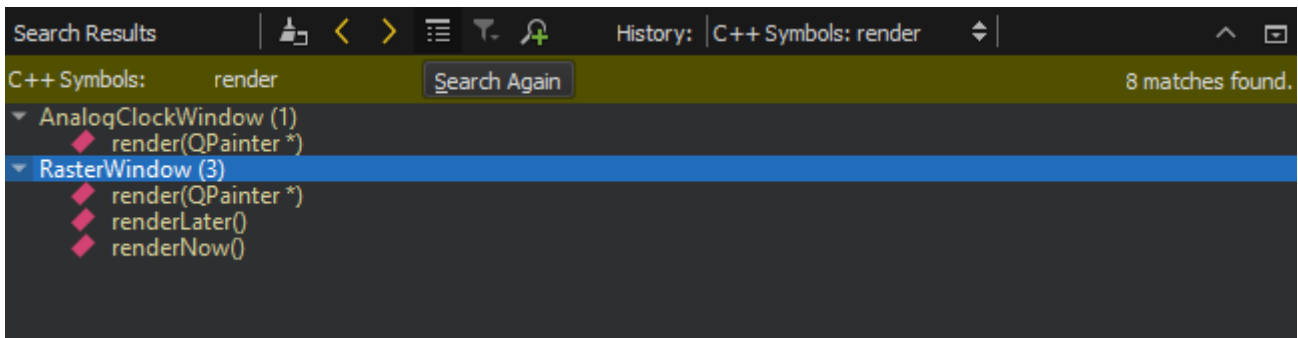 Search Results History: C++ Symbols: render
C++ Symbols: render Search Again 8 matches found.
AnalogClockWindow (1)
render(QPainter *)
RasterWindow (3)
render(QPainter *)
renderLater()
renderNow()